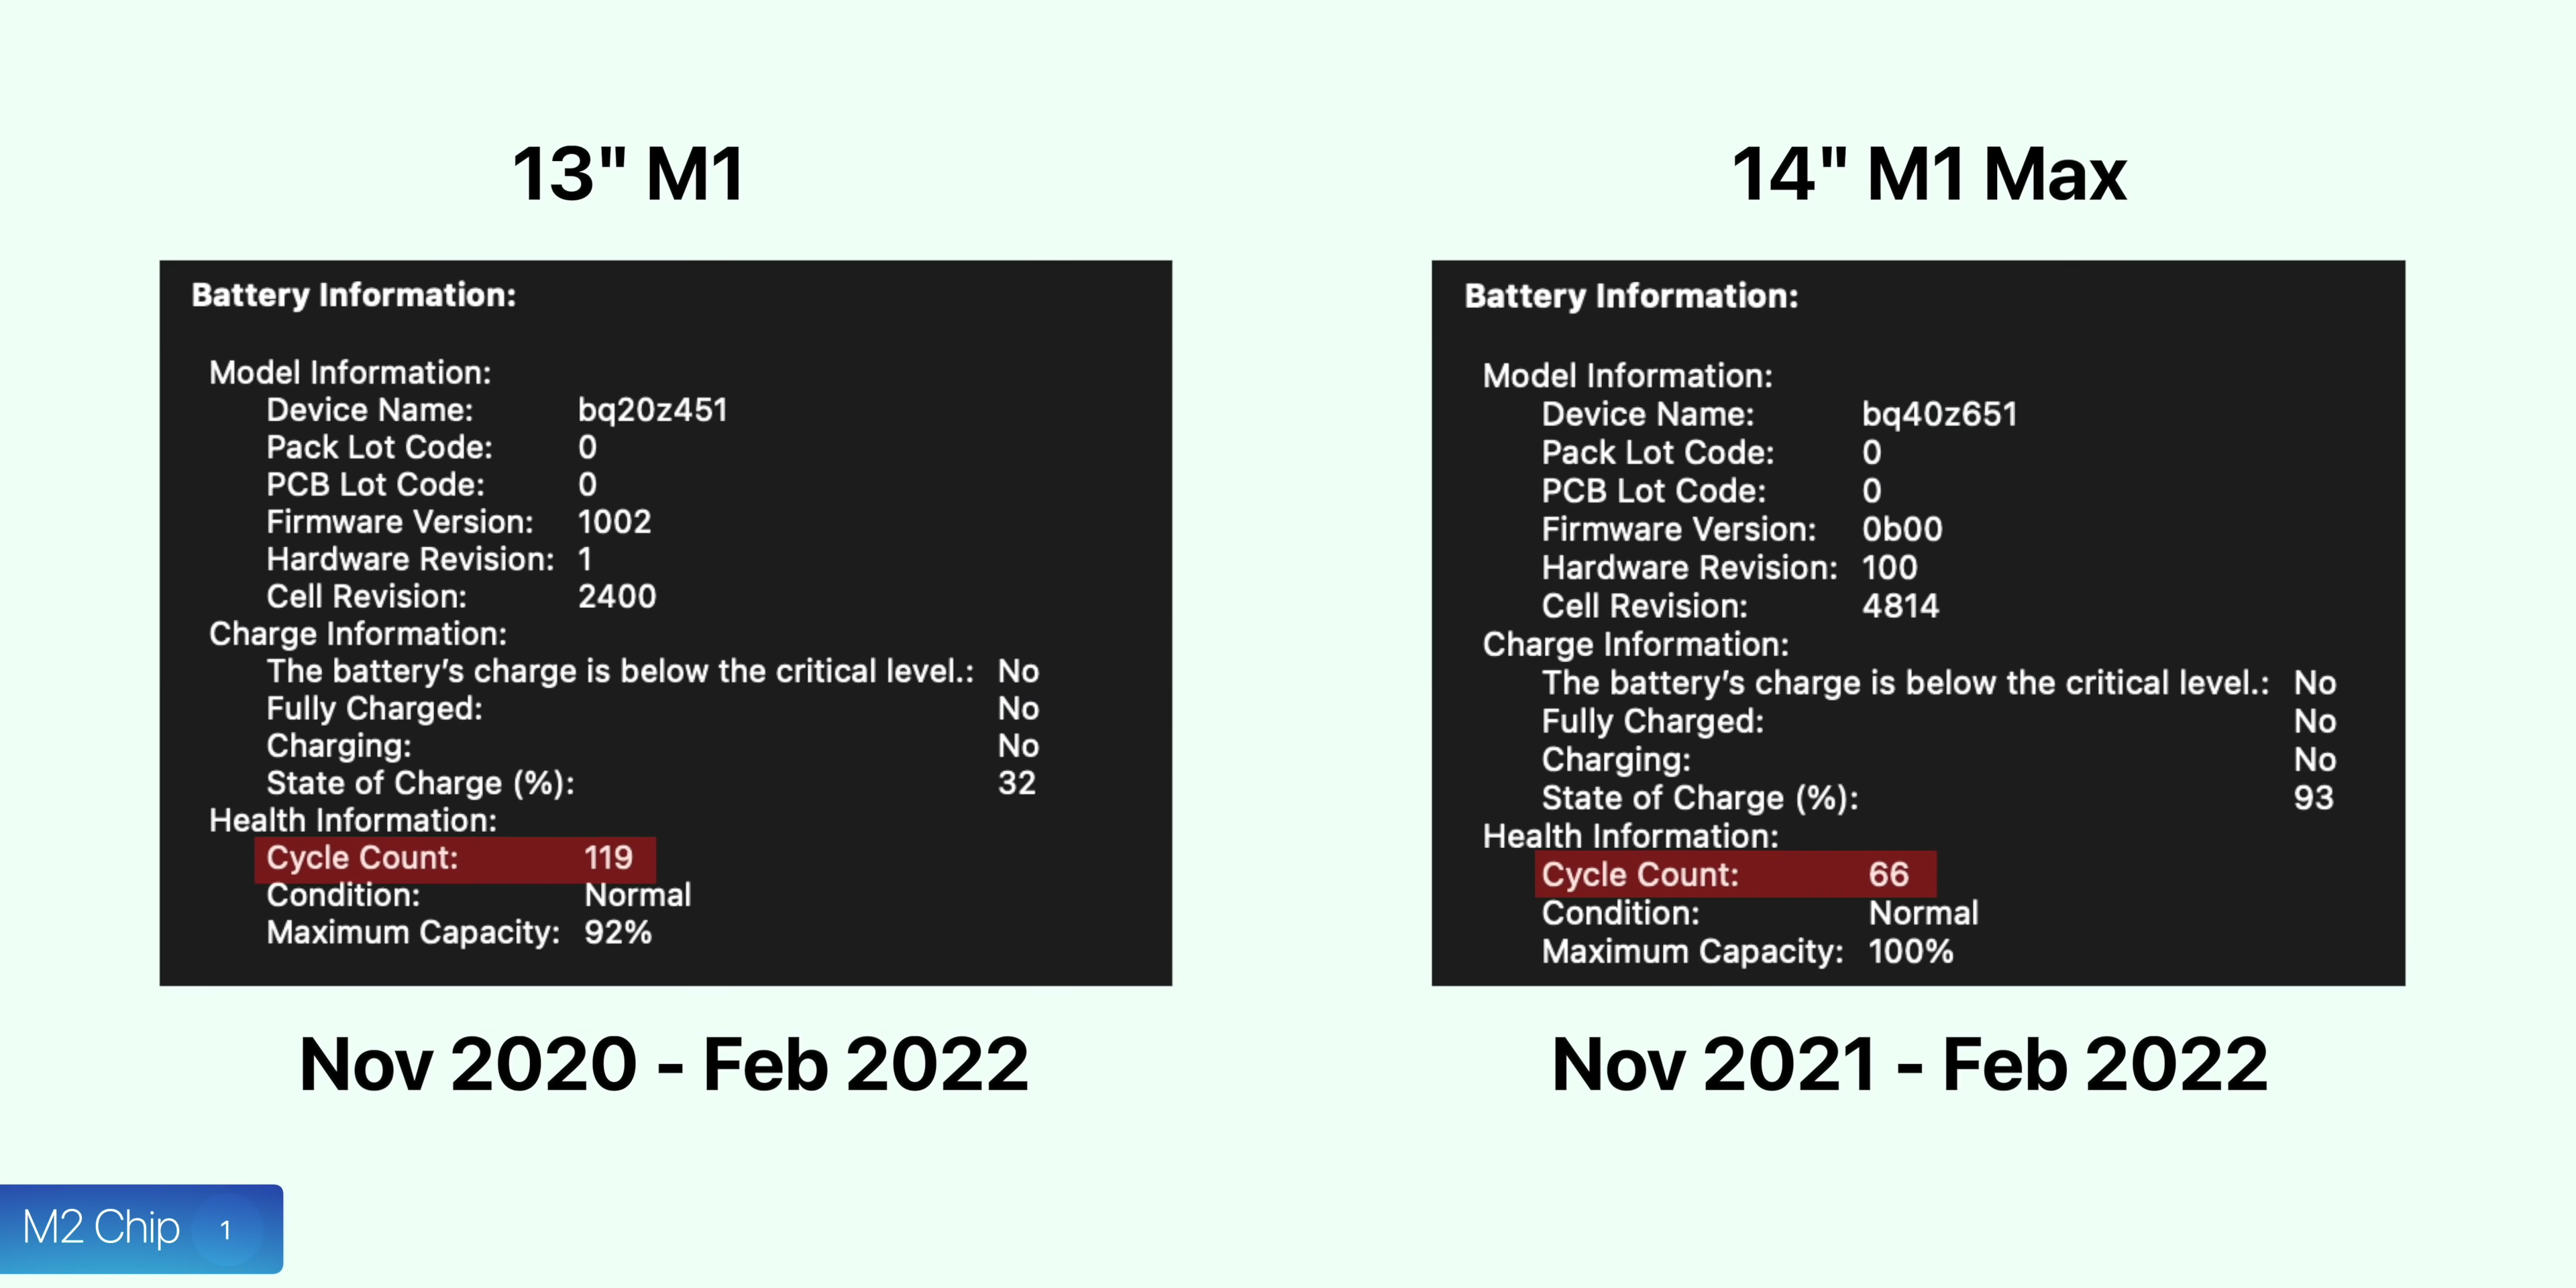 13" M1
Battery Information:
Model Information:
Device Name: bq20z451
Pack Lot Code: 0
PCB Lot Code: 0
Firmware Version: 1002
Hardware Revision: 1
Cell Revision: 2400
Charge Information:
The battery’s charge is below the critical level.: No
Fully Charged: No
Charging: No
State of Charge (%): 32
Health Information:
Cycle Count: 119
Condition: Normal
Maximum Capacity: 92%
Nov 2020 - Feb 2022
14" M1 Max
Battery Information:
Model Information:
Device Name: bq40z651
Pack Lot Code: 0
PCB Lot Code: 0
Firmware Version: 0b00
Hardware Revision: 100
Cell Revision: 4814
Charge Information:
The battery’s charge is below the critical level.: No
Fully Charged: No
Charging: No
State of Charge (%): 93
Health Information:
Cycle Count: 66
Condition: Normal
Maximum Capacity: 100%
Nov 2021 - Feb 2022
M2 Chip 1